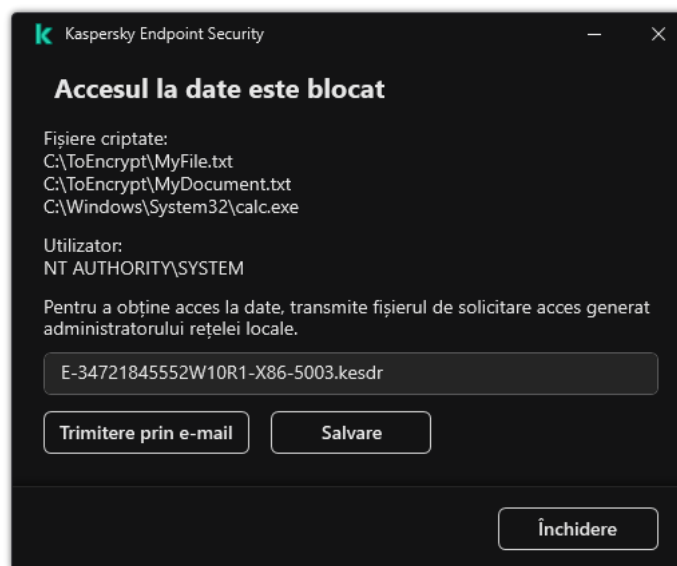 Kaspersky Endpoint Security
Accesul la date este blocat
Fișiere criptate:
C:\ToEncrypt\MyFile.txt
C:\ToEncrypt\MyDocument.txt
C:\Windows\System32\calc.exe
Utilizator:
NT AUTHORITY\SYSTEM
Pentru a obține acces la date, transmite fișierul de solicitare acces generat
administratorului rețelei locale.
E-34721845552W10R1-X86-5003.kesdr
Trimitere prin e-mail
Salvare
Închidere